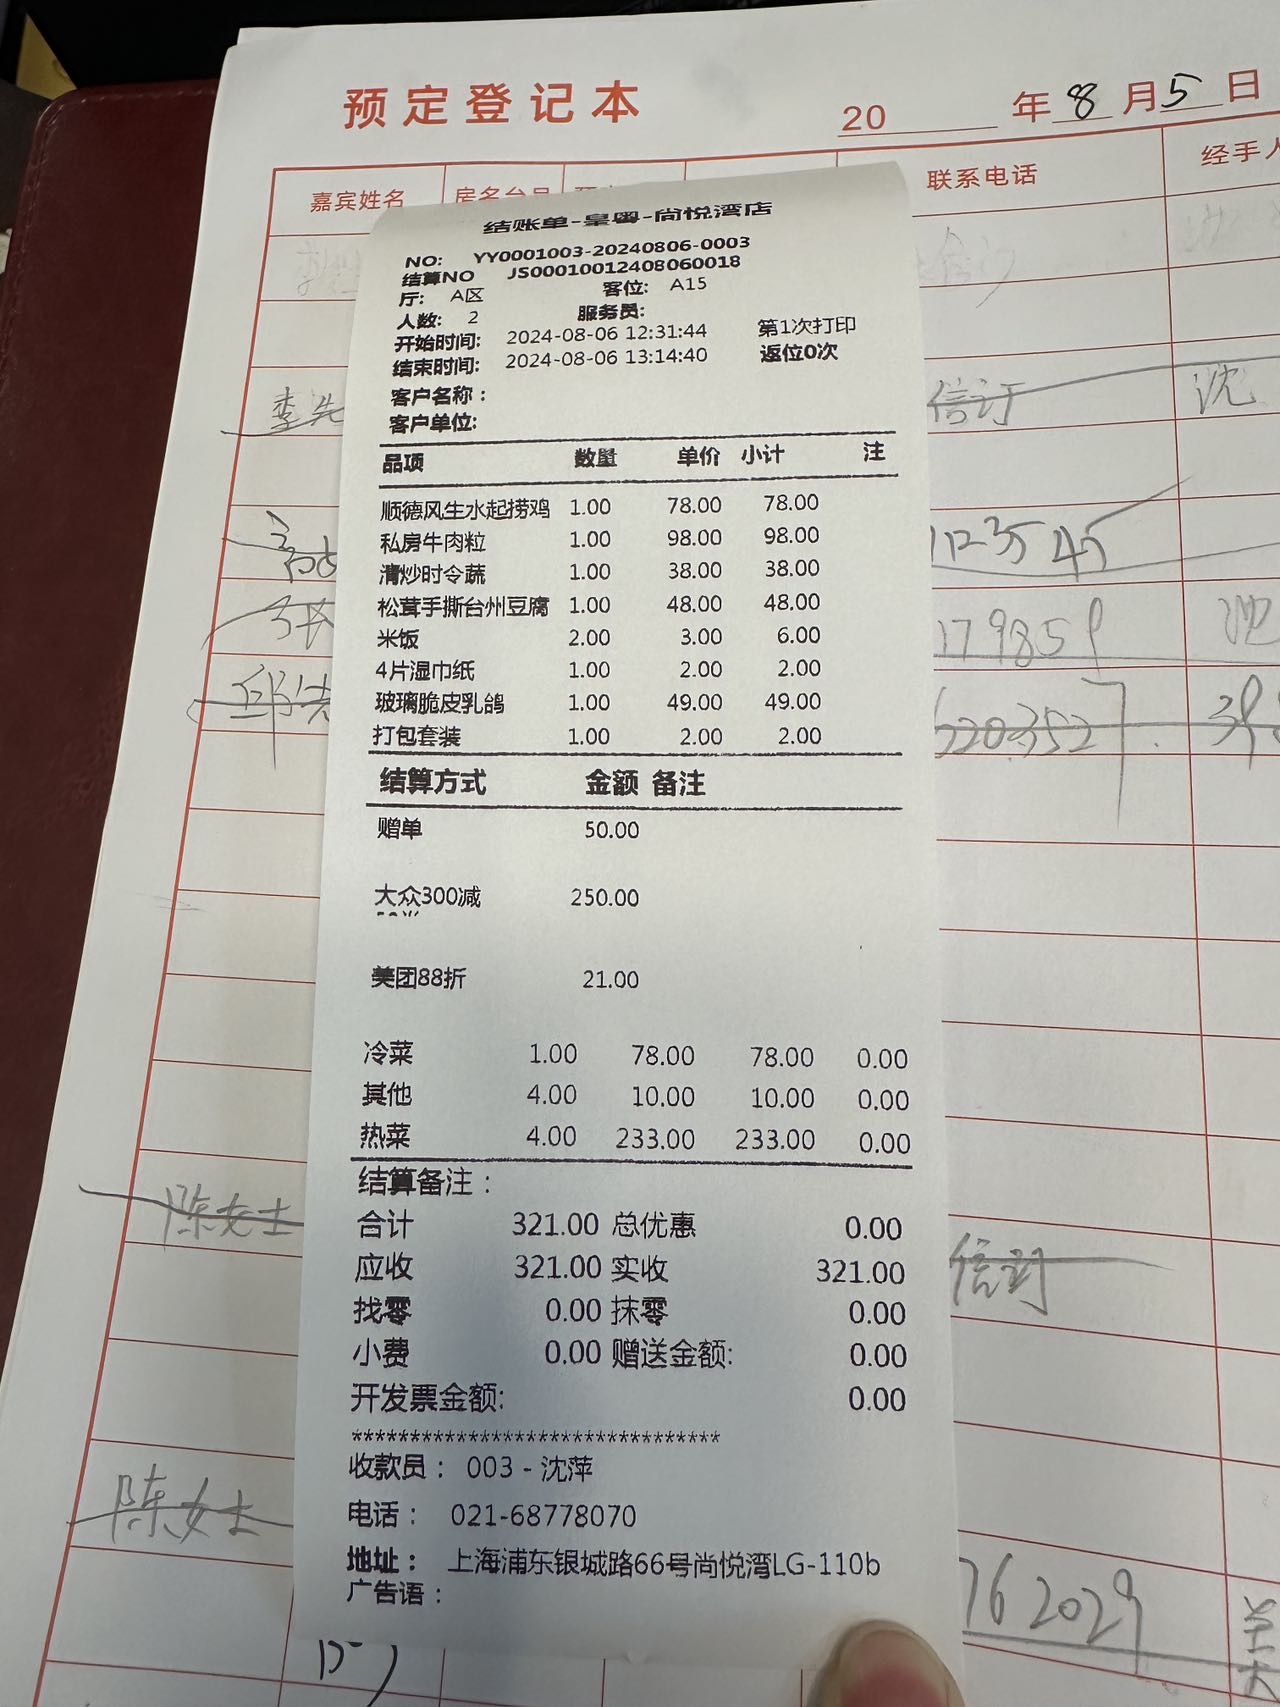 预定登记本
20 年8月5日
嘉宾姓名
联系电话
经手人
结账单-皇粤-尚悦湾店
NO: YY0001003-20240806-0003
结算NO JS00010012408060018
厅: A区 客位: A15
人数: 2 服务员:
开始时间: 2024-08-06 12:31:44 第1次打印
结束时间: 2024-08-06 13:14:40 返位0次
客户名称:
客户单位:
品项 数量 单价 小计 注
顺德风生水起捞鸡 1.00 78.00 78.00
私房牛肉粒 1.00 98.00 98.00
清炒时令蔬 1.00 38.00 38.00
松茸手撕台州豆腐 1.00 48.00 48.00
米饭 2.00 3.00 6.00
4片湿巾纸 1.00 2.00 2.00
玻璃脆皮乳鸽 1.00 49.00 49.00
打包套装 1.00 2.00 2.00
结算方式 金额 备注
赠单 50.00
大众300减 250.00
美团88折 21.00
冷菜 1.00 78.00 78.00 0.00
其他 4.00 10.00 10.00 0.00
热菜 4.00 233.00 233.00 0.00
结算备注:
合计 321.00 总优惠 0.00
应收 321.00 实收 321.00
找零 0.00 抹零 0.00
小费 0.00 赠送金额: 0.00
开发票金额: 0.00
********************************
收款员: 003 - 沈萍
电话: 021-68778070
地址: 上海浦东银城路66号尚悦湾LG-110b
广告语:
李先
信订
沈
邱先
6203527
陈女士
信订
陈女士
762029